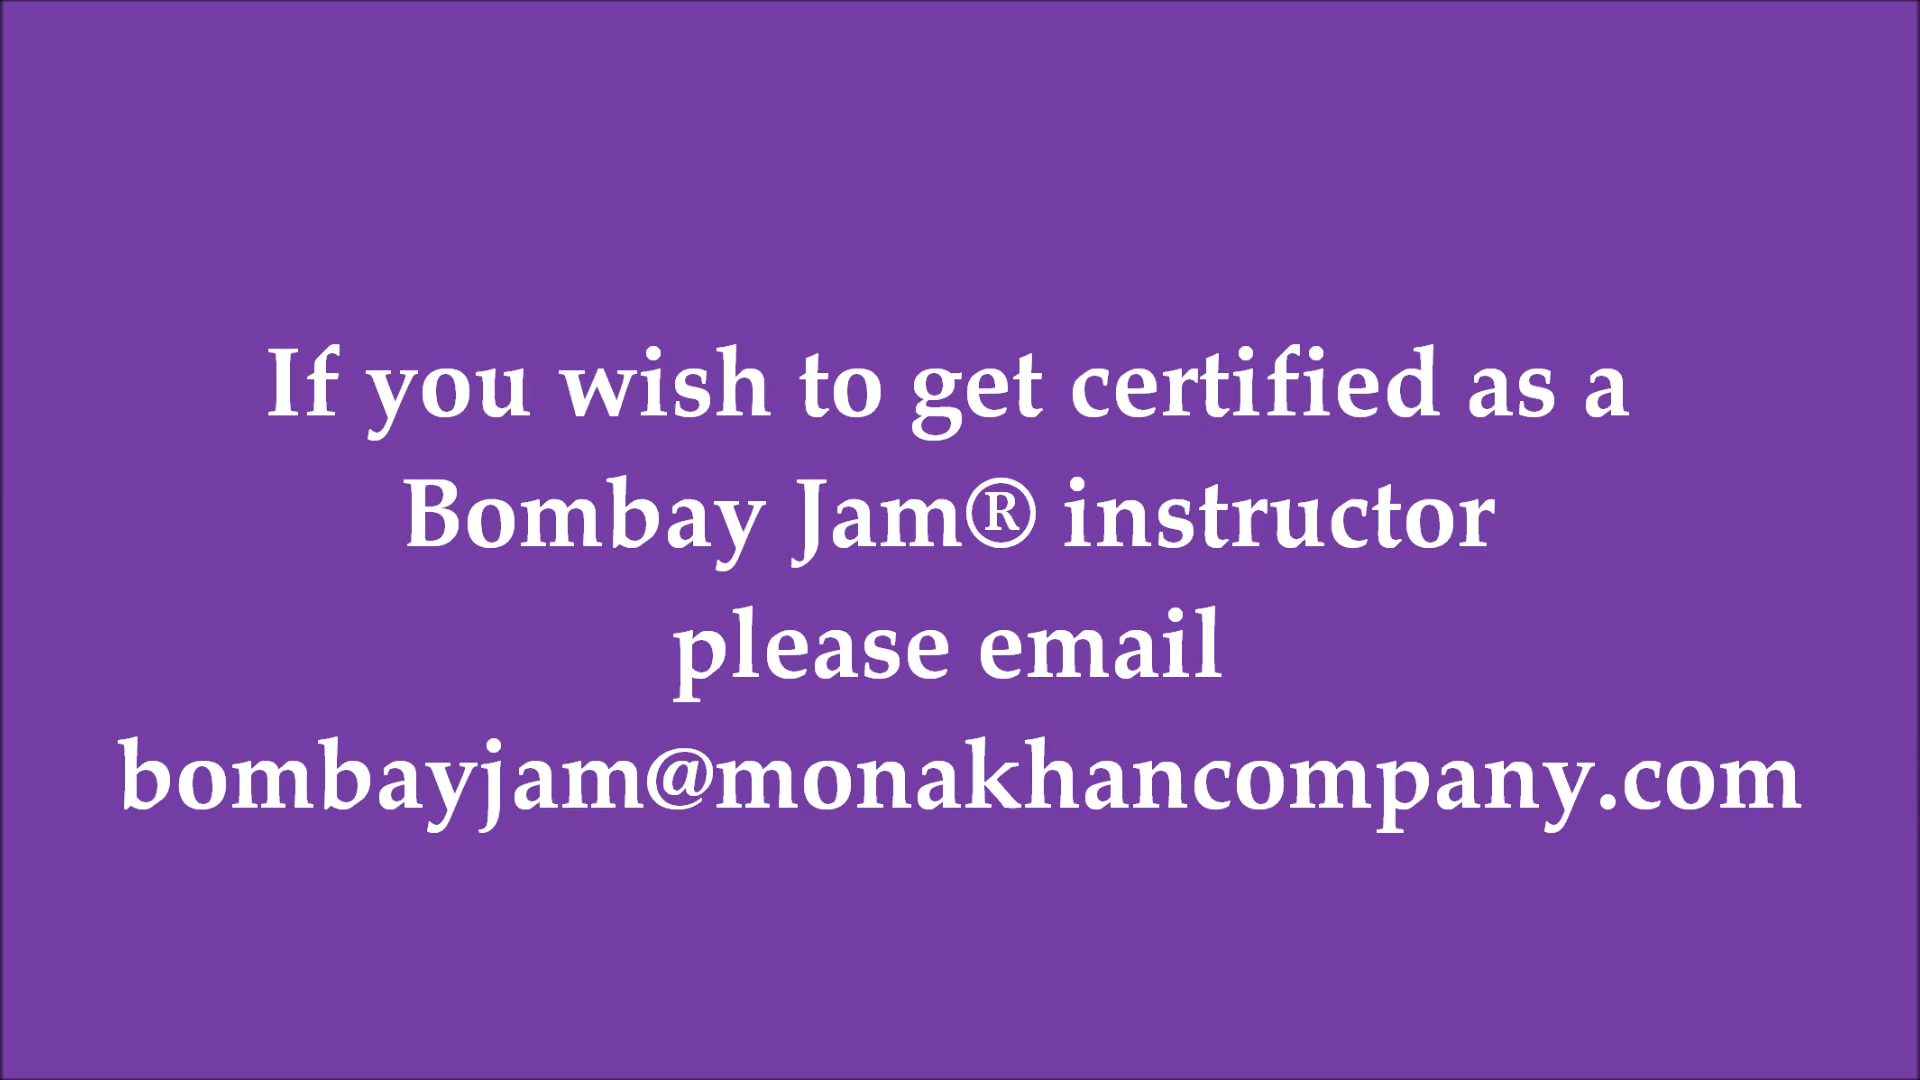 If you wish to get certified as a
Bombay Jam® instructor
please email
bombayjam@monakhancompany.com